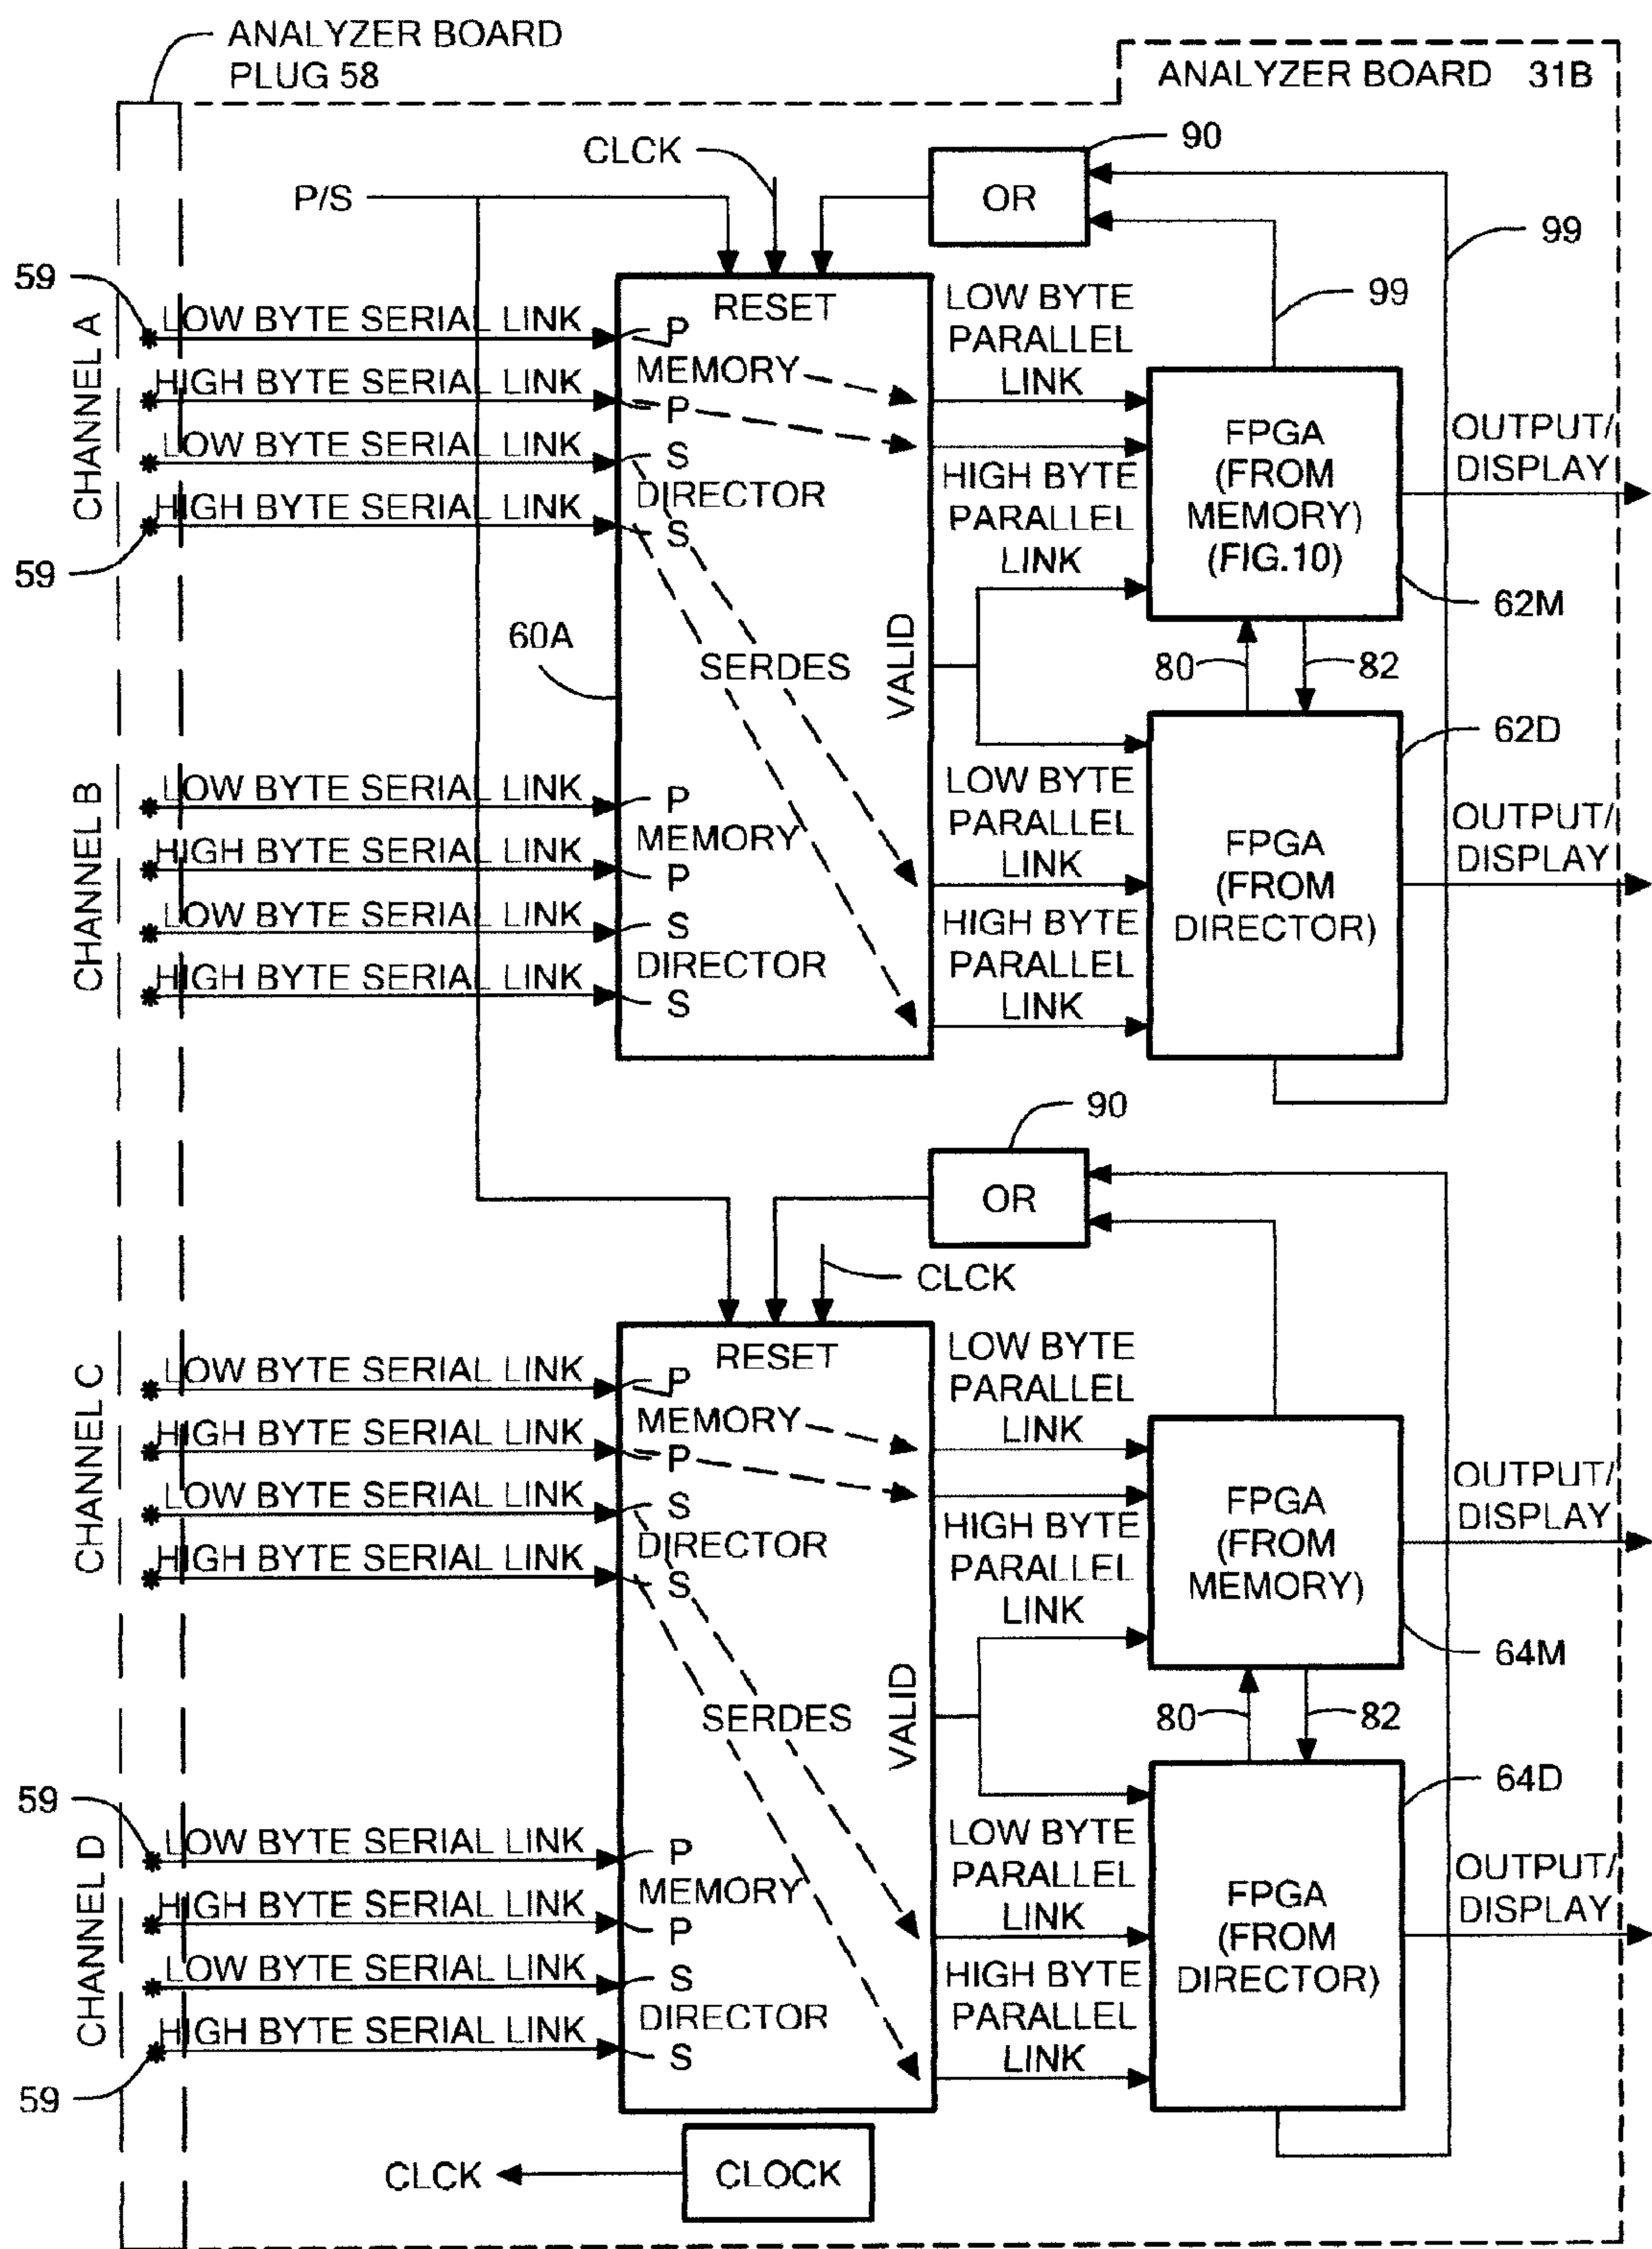 ANALYZER BOARD
PLUG 58
ANALYZER BOARD 31B
CLCK
90
P/S
OR
99
59
99
CHANNEL A
LOW BYTE SERIAL LINK
HIGH BYTE SERIAL LINK
LOW BYTE SERIAL LINK
HIGH BYTE SERIAL LINK
59
RESET
P
MEMORY
P
S
DIRECTOR
S
LOW BYTE
PARALLEL
LINK
HIGH BYTE
PARALLEL
LINK
FPGA
(FROM
MEMORY)
(FIG.10)
OUTPUT/
DISPLAY
62M
60A
SERDES
VALID
80
82
62D
CHANNEL B
LOW BYTE SERIAL LINK
HIGH BYTE SERIAL LINK
LOW BYTE SERIAL LINK
HIGH BYTE SERIAL LINK
P
MEMORY
P
S
DIRECTOR
S
LOW BYTE
PARALLEL
LINK
HIGH BYTE
PARALLEL
LINK
FPGA
(FROM
DIRECTOR)
OUTPUT/
DISPLAY
90
OR
CLCK
CHANNEL C
LOW BYTE SERIAL LINK
HIGH BYTE SERIAL LINK
LOW BYTE SERIAL LINK
HIGH BYTE SERIAL LINK
RESET
P
MEMORY
P
S
DIRECTOR
S
LOW BYTE
PARALLEL
LINK
HIGH BYTE
PARALLEL
LINK
FPGA
(FROM
MEMORY)
OUTPUT/
DISPLAY
64M
SERDES
VALID
80
82
64D
59
CHANNEL D
LOW BYTE SERIAL LINK
HIGH BYTE SERIAL LINK
LOW BYTE SERIAL LINK
HIGH BYTE SERIAL LINK
59
P
MEMORY
P
S
DIRECTOR
S
LOW BYTE
PARALLEL
LINK
HIGH BYTE
PARALLEL
LINK
FPGA
(FROM
DIRECTOR)
OUTPUT/
DISPLAY
CLCK
CLOCK